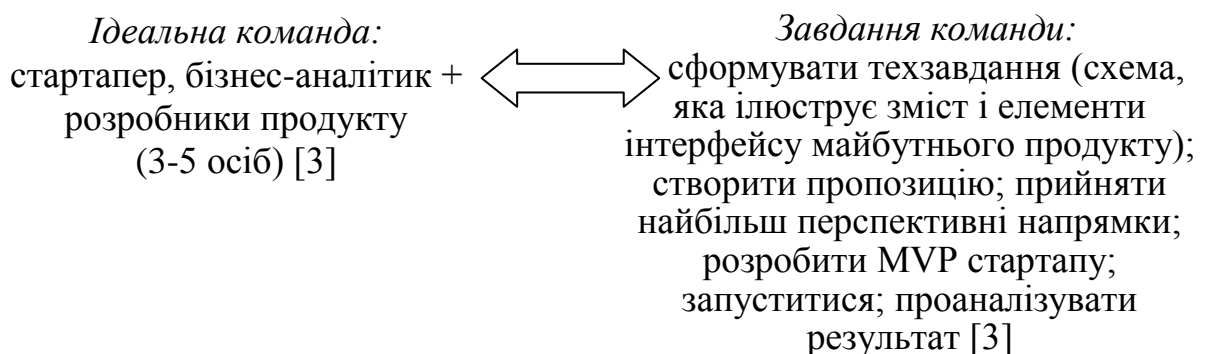 Ідеальна команда:
стартапер, бізнес-аналітик +
розробники продукту
(3-5 осіб) [3]
Завдання команди:
сформувати техзавдання (схема,
яка ілюструє зміст і елементи
інтерфейсу майбутнього продукту);
створити пропозицію; прийняти
найбільш перспективні напрямки;
розробити MVP стартапу;
запуститися; проаналізувати
результат [3]